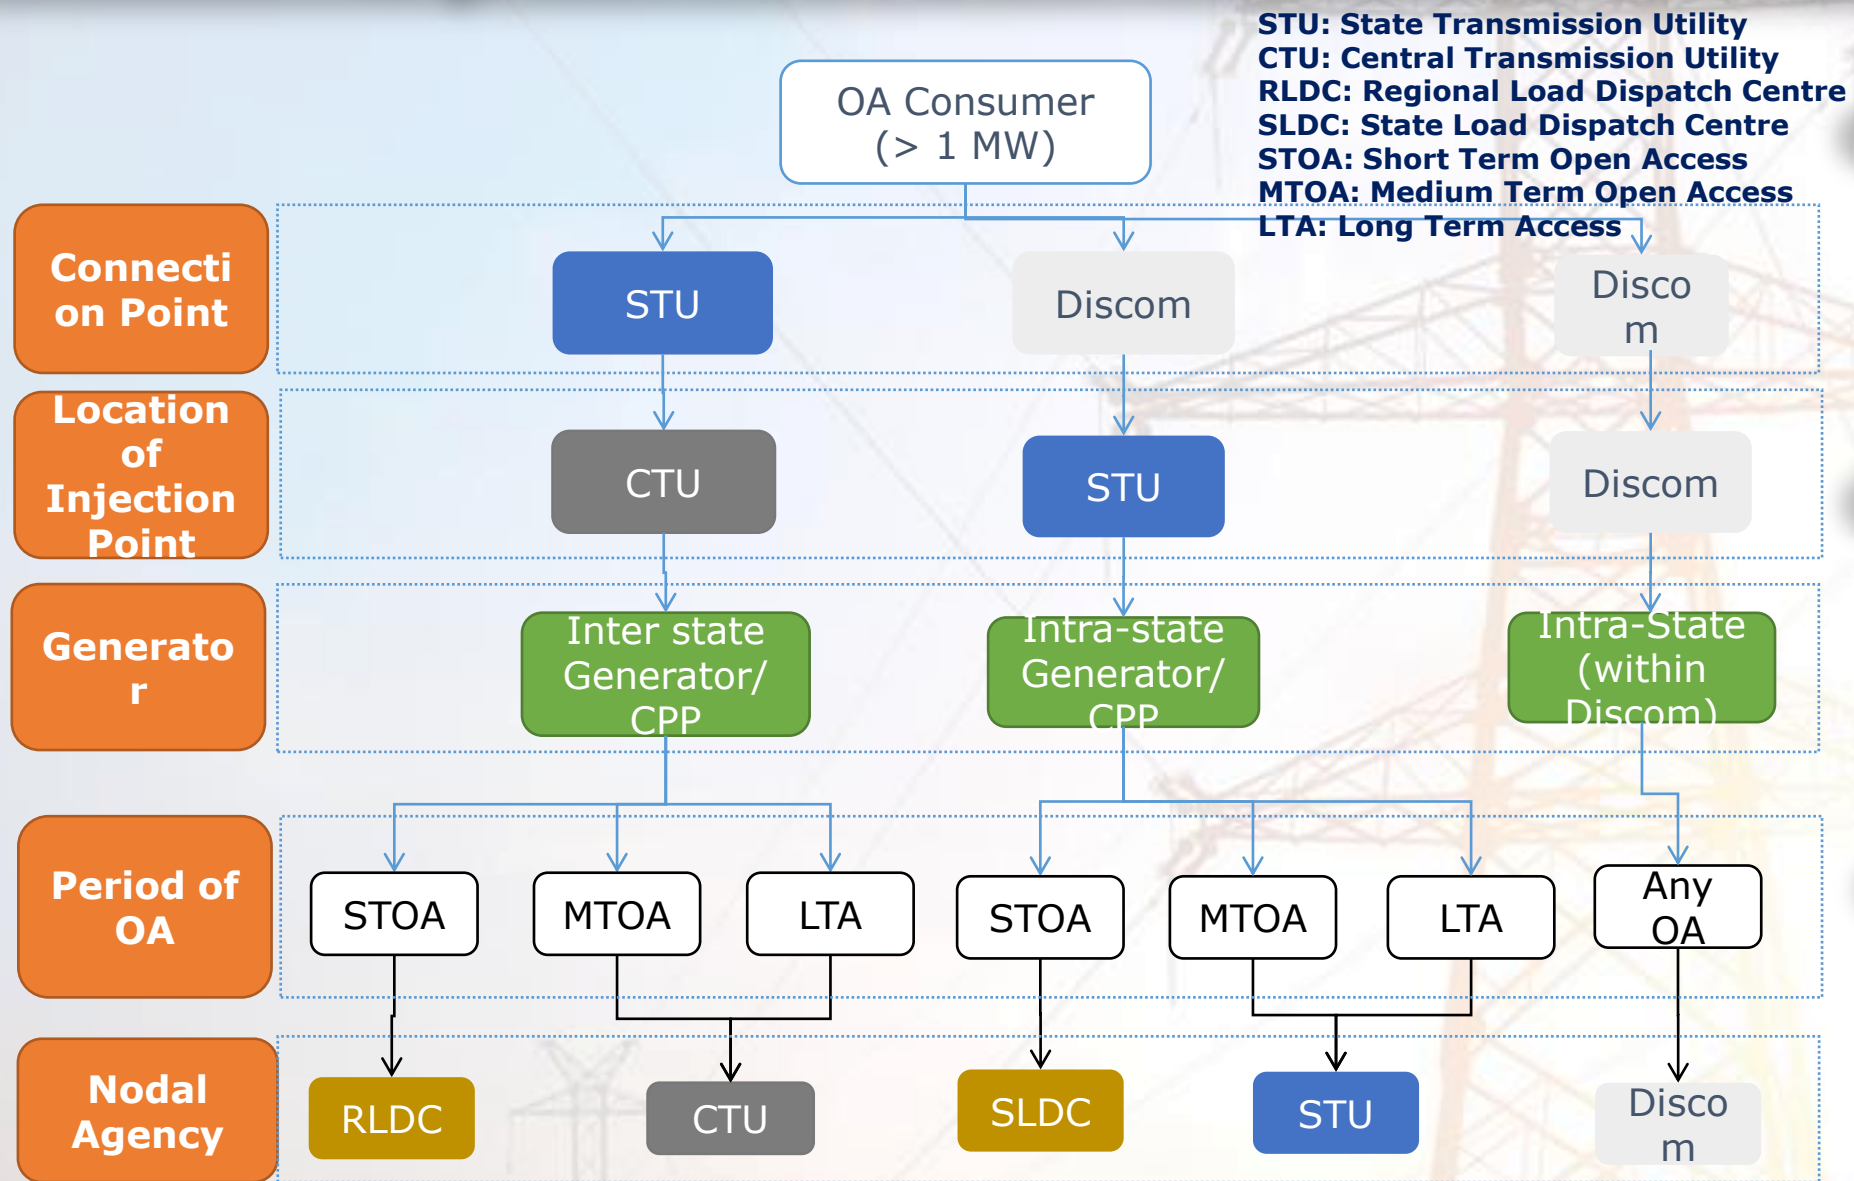 STU: State Transmission Utility
CTU: Central Transmission Utility
RLDC: Regional Load Dispatch Centre
SLDC: State Load Dispatch Centre
STOA: Short Term Open Access
MTOA: Medium Term Open Access
LTA: Long Term Access
OA Consumer
(> 1 MW)
Connecti
on Point
STU
Discom
Disco
m
Location
of
Injection
Point
CTU
STU
Discom
Generato
r
Inter state
Generator/
CPP
Intra-state
Generator/
CPP
Intra-State
(within
Discom)
Period of
OA
STOA
MTOA
LTA
STOA
MTOA
LTA
Any
OA
Nodal
Agency
RLDC
CTU
SLDC
STU
Disco
m